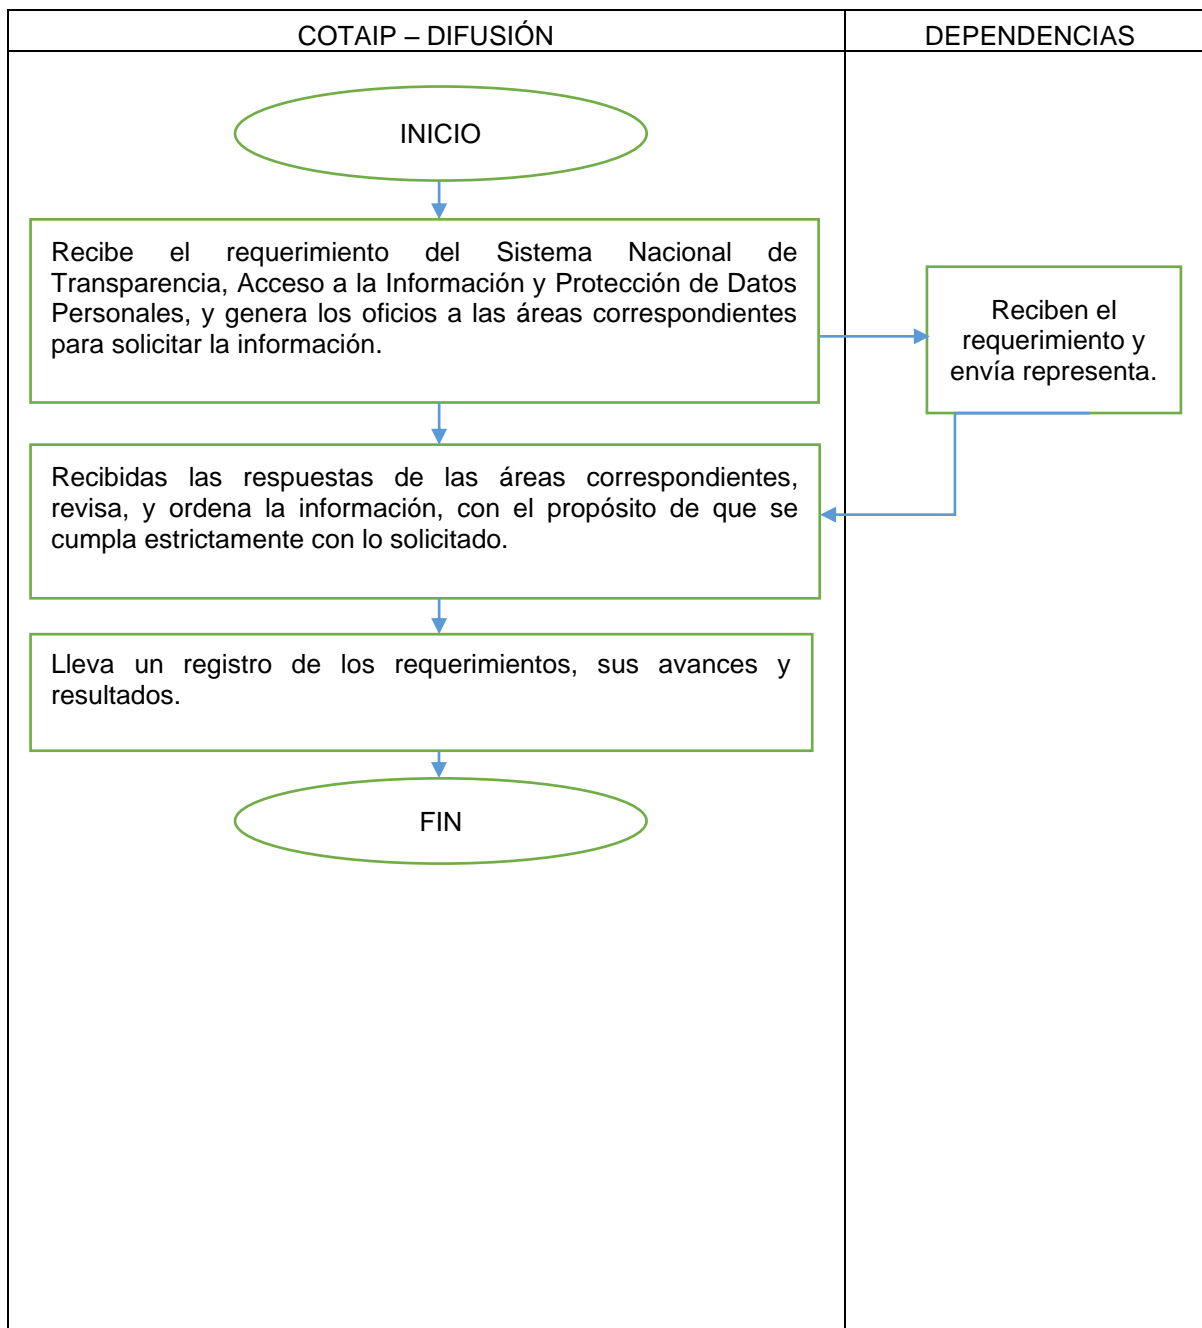 COTAIP – DIFUSIÓN
DEPENDENCIAS
INICIO
Recibe el requerimiento del Sistema Nacional de
Transparencia, Acceso a la Información y Protección de Datos
Personales, y genera los oficios a las áreas correspondientes
para solicitar la información.
Reciben el
requerimiento y
envía representa.
Recibidas las respuestas de las áreas correspondientes,
revisa, y ordena la información, con el propósito de que se
cumpla estrictamente con lo solicitado.
Lleva un registro de los requerimientos, sus avances y
resultados.
FIN